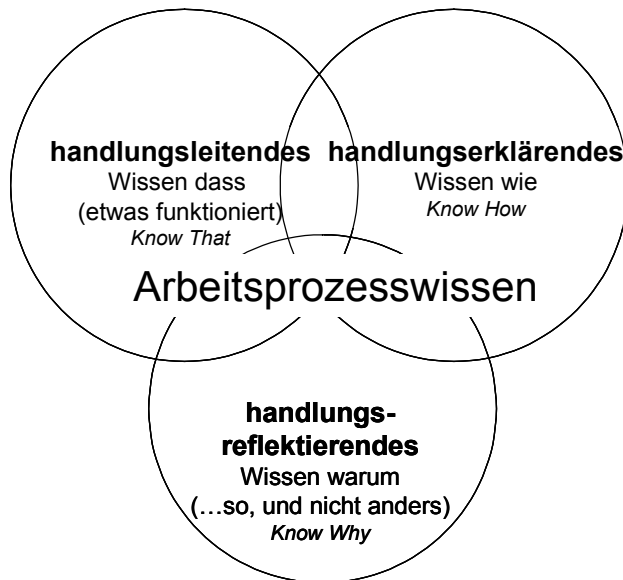 handlungsleitendes
Wissen dass
(etwas funktioniert)
Know That
handlungserklärendes
Wissen wie
Know How
Arbeitsprozesswissen
handlungs-
reflektierendes
Wissen warum
(…so, und nicht anders)
Know Why